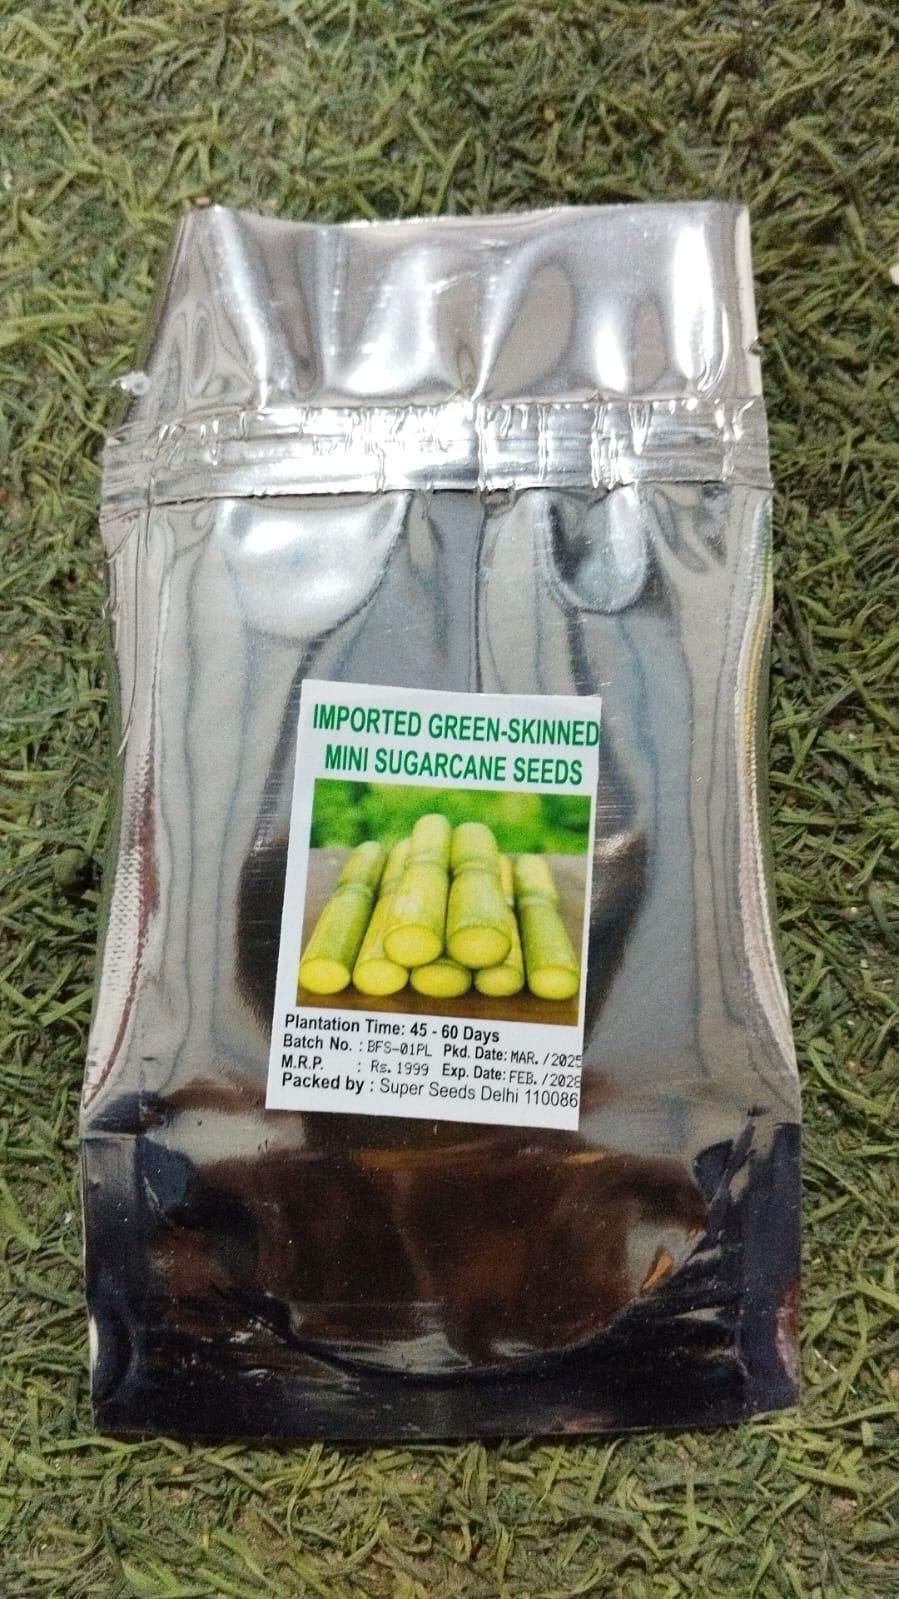 IMPORTED GREEN-SKINNED
MINI SUGARCANE SEEDS
Plantation Time: 45 - 60 Days
Batch No. : BFS-01PL Pkd. Date: MAR. /2025
M.R.P. : Rs. 1999 Exp. Date: FEB. /2028
Packed by : Super Seeds Delhi 110086